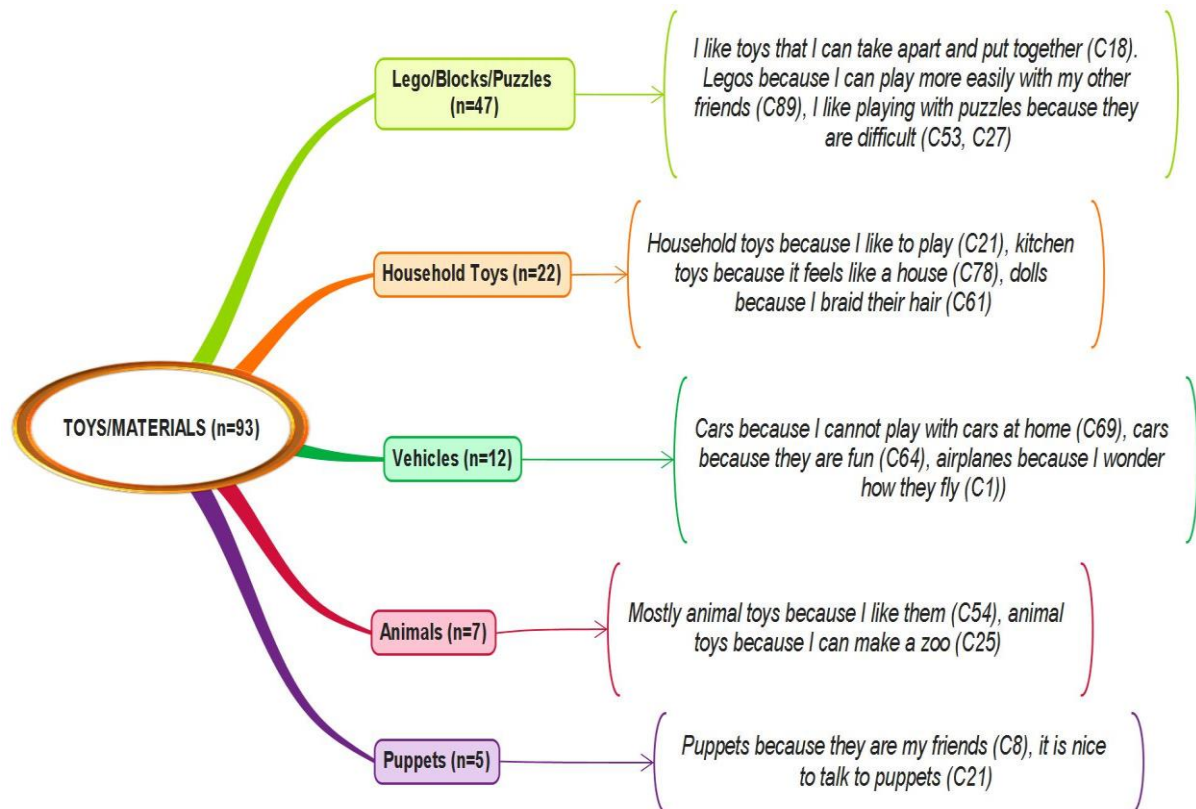 Lego/Blocks/Puzzles
(n=47)
I like toys that I can take apart and put together (C18).
Legos because I can play more easily with my other
friends (C89), I like playing with puzzles because they
are difficult (C53, C27)
Household Toys (n=22)
Household toys because I like to play (C21), kitchen
toys because it feels like a house (C78), dolls
because I braid their hair (C61)
TOYS/MATERIALS (n=93)
Vehicles (n=12)
Cars because I cannot play with cars at home (C69), cars
because they are fun (C64), airplanes because I wonder
how they fly (C1))
Animals (n=7)
Mostly animal toys because I like them (C54), animal
toys because I can make a zoo (C25)
Puppets (n=5)
Puppets because they are my friends (C8), it is nice
to talk to puppets (C21)